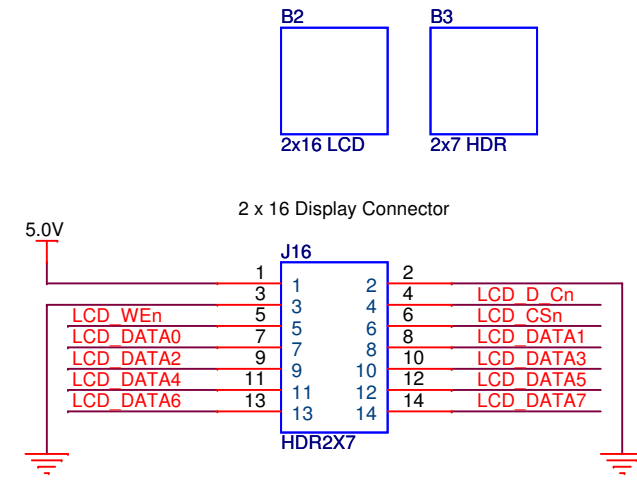 B2 B3
2x16 LCD 2x7 HDR
2 x 16 Display Connector
5.0V
J16
1 1 2 2
3 3 4 4 LCD_D_Cn
LCD_WEn 5 5 6 6 LCD_CSn
LCD_DATA0 7 7 8 8 LCD_DATA1
LCD_DATA2 9 9 10 10 LCD_DATA3
LCD_DATA4 11 11 12 12 LCD_DATA5
LCD_DATA6 13 13 14 14 LCD_DATA7
HDR2X7